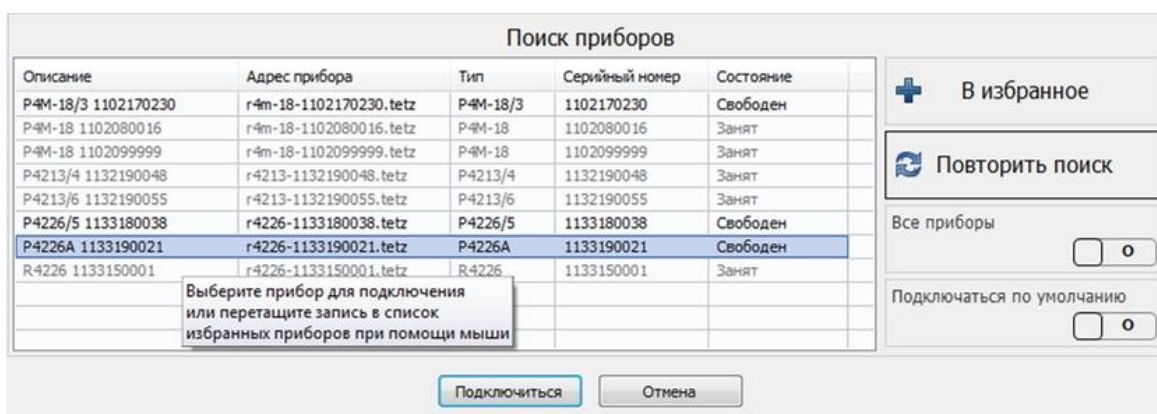 Поиск приборов
Описание Адрес прибора Тип Серийный номер Состояние
Р4М-18/3 1102170230 r4m-18-1102170230.tetz Р4М-18/3 1102170230 Свободен
Р4М-18 1102080016 r4m-18-1102080016.tetz Р4М-18 1102080016 Занят
Р4М-18 1102099999 r4m-18-1102099999.tetz Р4М-18 1102099999 Занят
Р4213/4 1132190048 r4213-1132190048.tetz Р4213/4 1132190048 Занят
Р4213/6 1132190055 r4213-1132190055.tetz Р4213/6 1132190055 Занят
Р4226/5 1133180038 r4226-1133180038.tetz Р4226/5 1133180038 Свободен
Р4226А 1133190021 r4226-1133190021.tetz Р4226А 1133190021 Свободен
R4226 1133150001 r4226-1133150001.tetz R4226 1133150001 Занят
Выберите прибор для подключения
или перетащите запись в список
избранных приборов при помощи мыши
В избранное
Повторить поиск
Все приборы
О
Подключаться по умолчанию
О
Подключиться Отмена